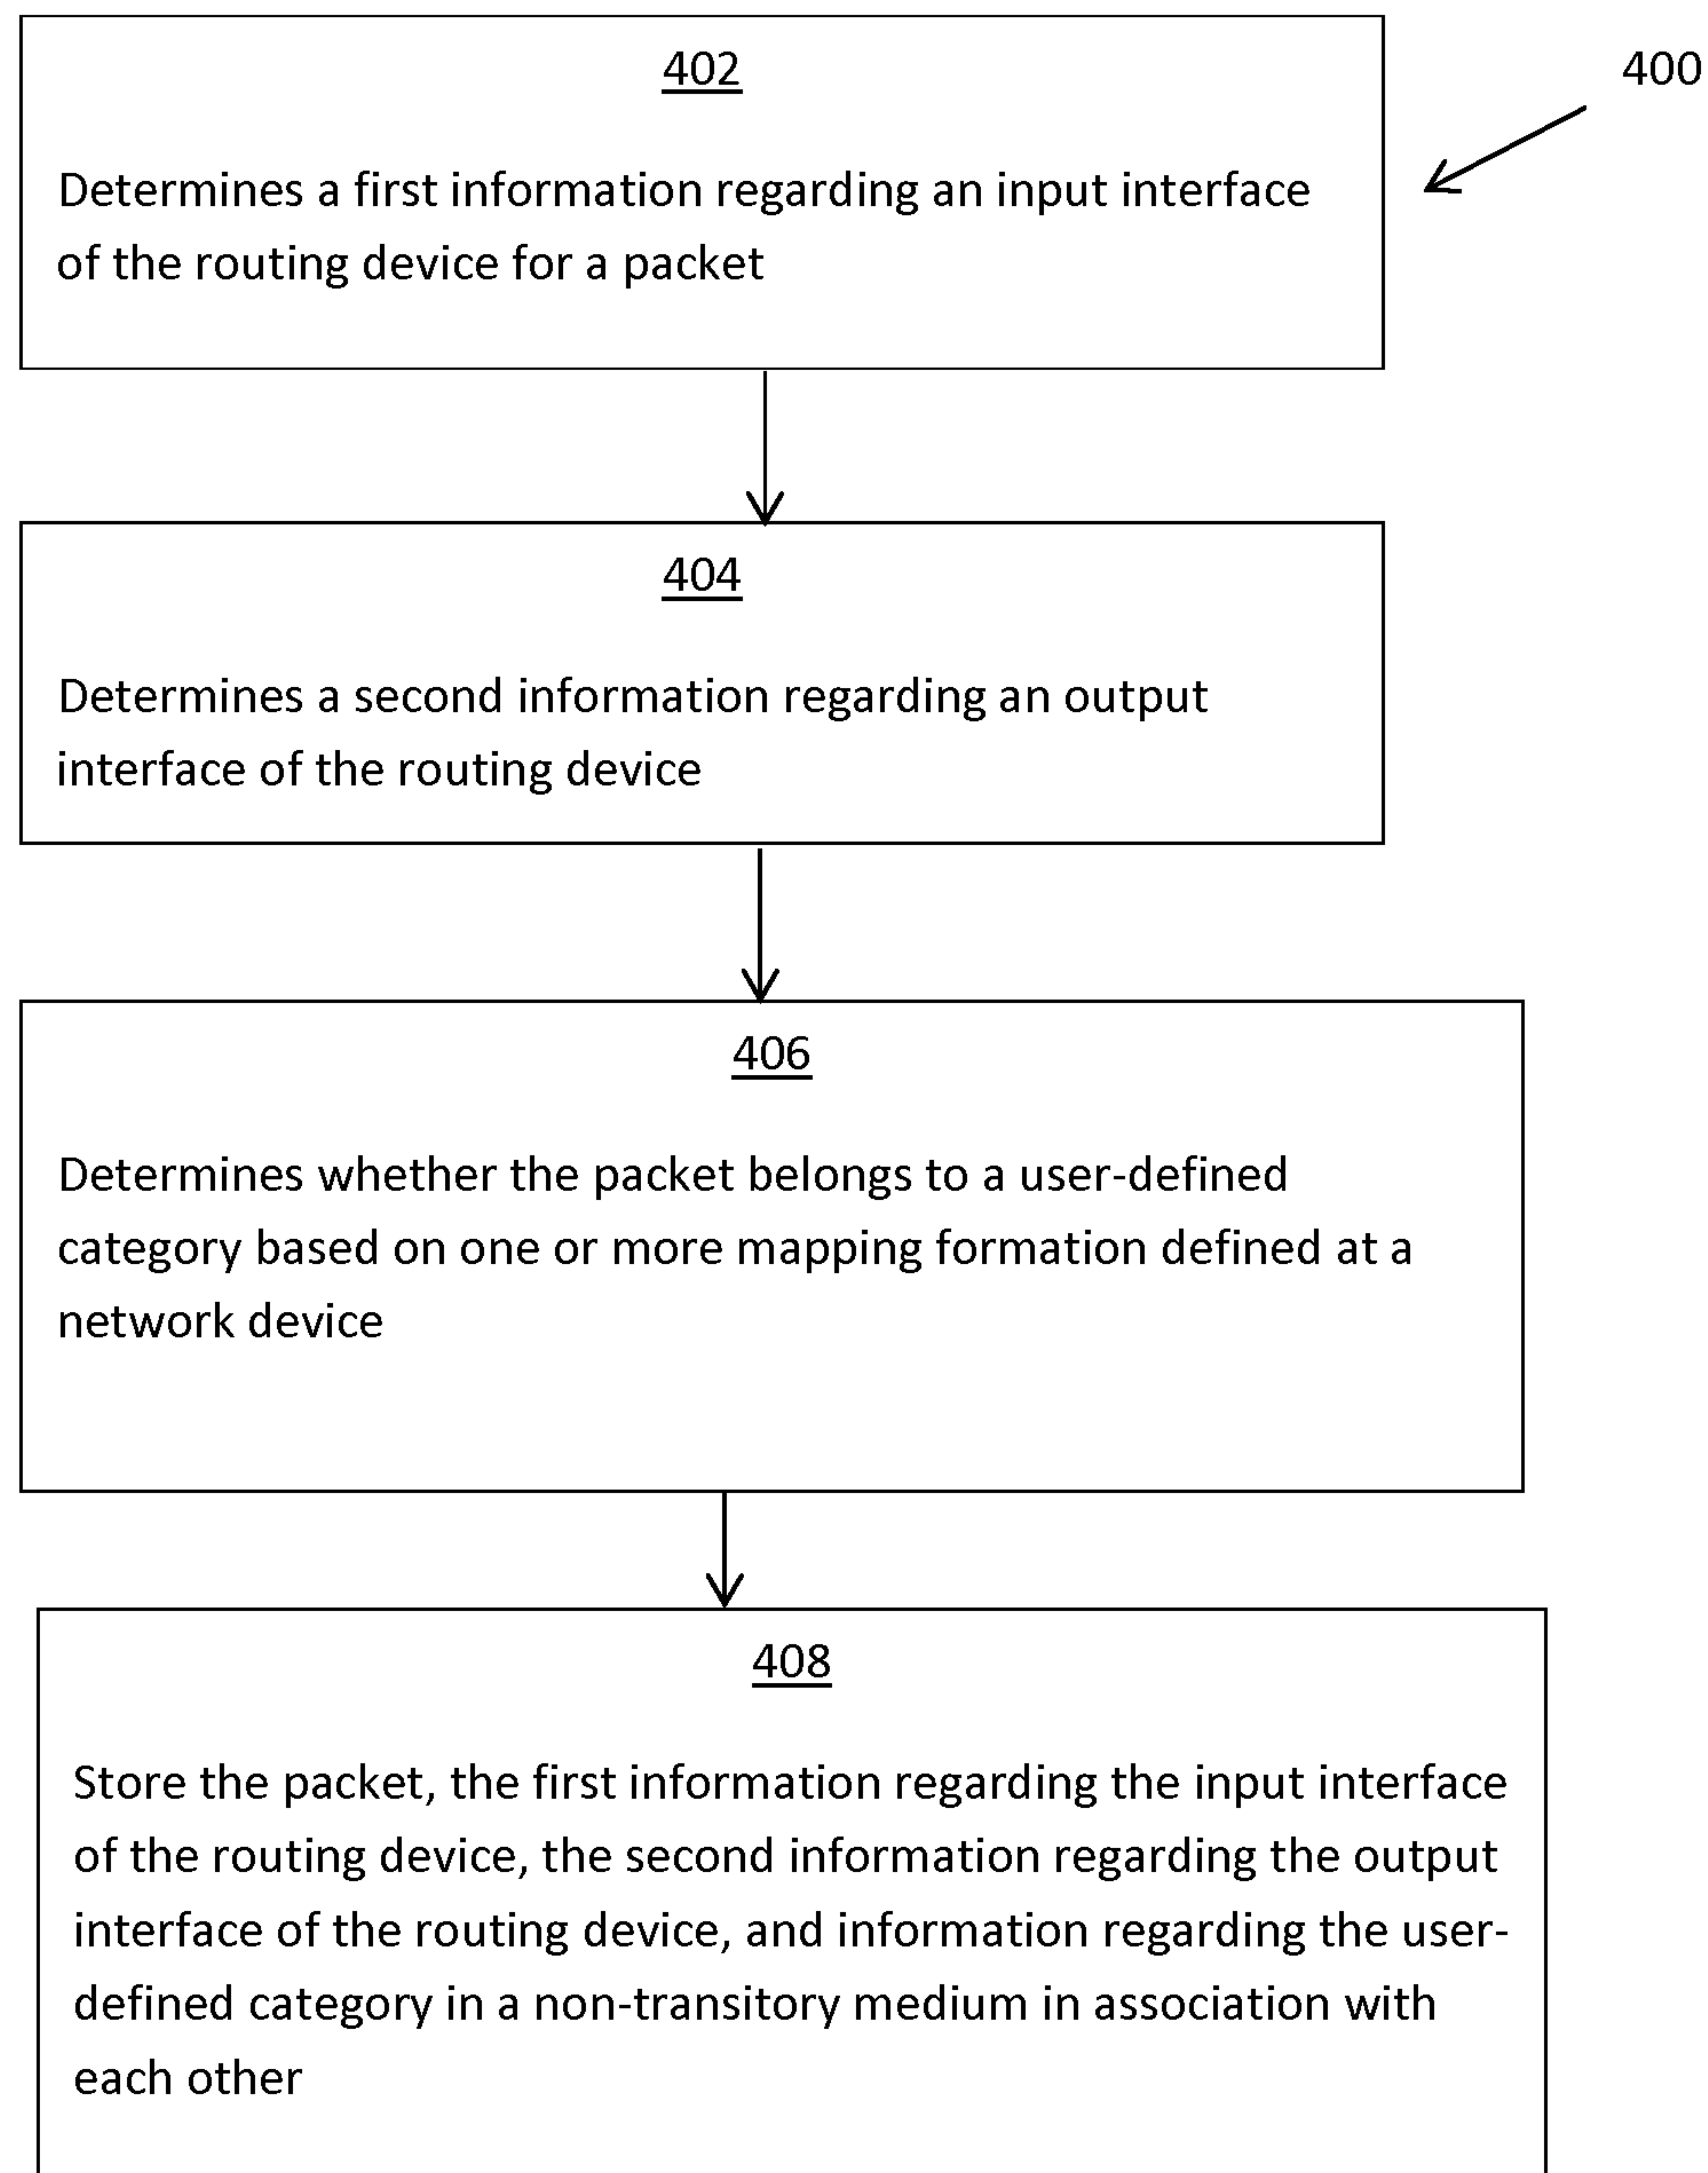 402
400
Determines a first information regarding an input interface
of the routing device for a packet
404
Determines a second information regarding an output
interface of the routing device
406
Determines whether the packet belongs to a user-defined
category based on one or more mapping formation defined at a
network device
408
Store the packet, the first information regarding the input interface
of the routing device, the second information regarding the output
interface of the routing device, and information regarding the user-
defined category in a non-transitory medium in association with
each other